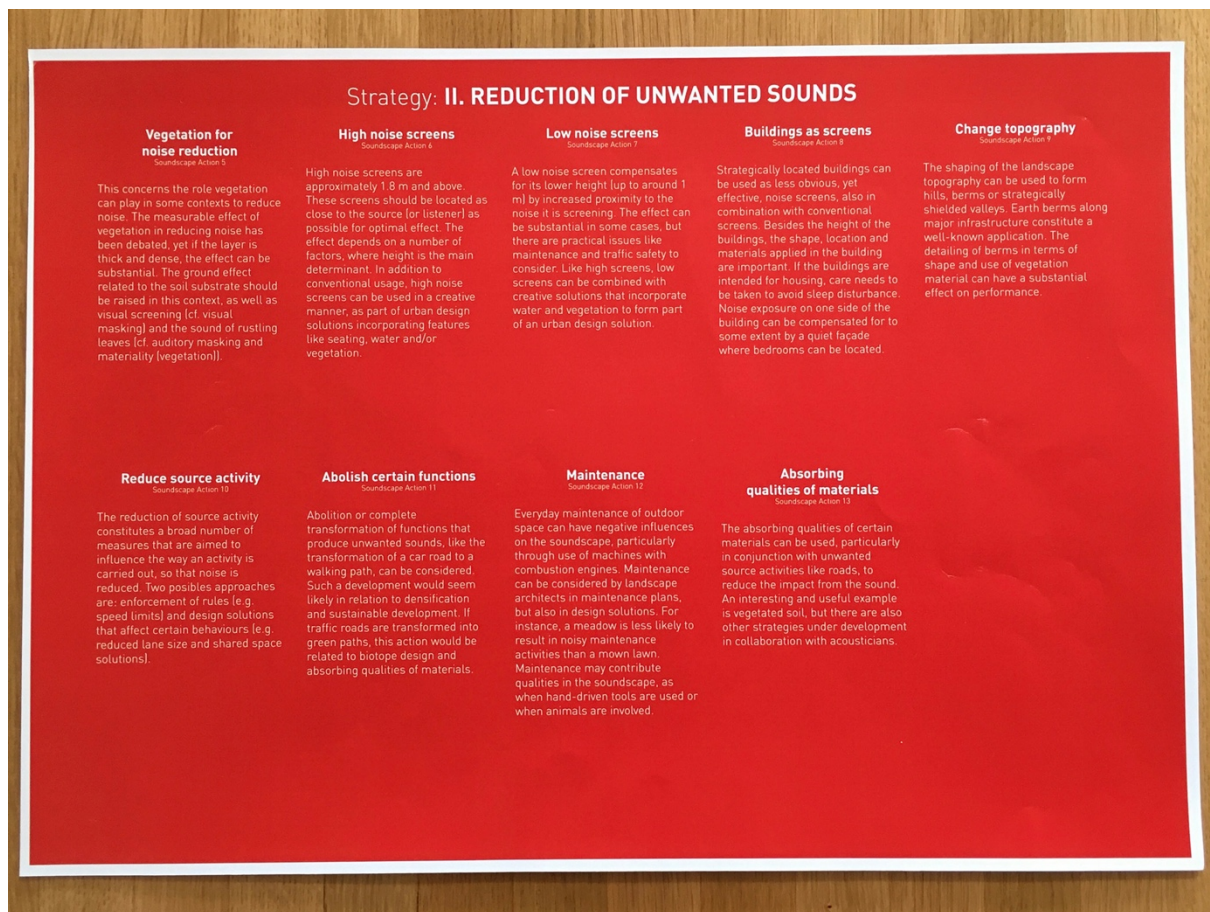 Strategy: II. REDUCTION OF UNWANTED SOUNDS
Vegetation for
noise reduction
Soundscape Action 5
This concerns the role vegetation
can play in some contexts to reduce
noise. The measurable effect of
vegetation in reducing noise has
been debated, yet if the layer is
thick and dense, the effect can be
substantial. The ground effect
related to the soil substrate should
be raised in this context, as well as
visual screening (cf. visual
masking) and the sound of rustling
leaves (cf. auditory masking and
materiality (vegetation)).
High noise screens
Soundscape Action 6
High noise screens are
approximately 1.8 m and above.
These screens should be located as
close to the source (or listener) as
possible for optimal effect. The
effect depends on a number of
factors, where height is the main
determinant. In addition to
conventional usage, high noise
screens can be used in a creative
manner, as part of urban design
solutions incorporating features
like seating, water and/or
vegetation.
Low noise screens
Soundscape Action 7
A low noise screen compensates
for its lower height (up to around 1
m) by increased proximity to the
noise it is screening. The effect can
be substantial in some cases, but
there are practical issues like
maintenance and traffic safety to
consider. Like high screens, low
screens can be combined with
creative solutions that incorporate
water and vegetation to form part
of an urban design solution.
Buildings as screens
Soundscape Action 8
Strategically located buildings can
be used as less obvious, yet
effective, noise screens, also in
combination with conventional
screens. Besides the height of the
buildings, the shape, location and
materials applied in the building
are important. If the buildings are
intended for housing, care needs to
be taken to avoid sleep disturbance.
Noise exposure on one side of the
building can be compensated for to
some extent by a quiet façade
where bedrooms can be located.
Change topography
Soundscape Action 9
The shaping of the landscape
topography can be used to form
hills, berms or strategically
shielded valleys. Earth berms along
major infrastructure constitute a
well-known application. The
detailing of berms in terms of
shape and use of vegetation
material can have a substantial
effect on performance.
Reduce source activity
Soundscape Action 10
The reduction of source activity
constitutes a broad number of
measures that are aimed to
influence the way an activity is
carried out, so that noise is
reduced. Two posibles approaches
are: enforcement of rules (e.g.
speed limits) and design solutions
that affect certain behaviours (e.g.
reduced lane size and shared space
solutions).
Abolish certain functions
Soundscape Action 11
Abolition or complete
transformation of functions that
produce unwanted sounds, like the
transformation of a car road to a
walking path, can be considered.
Such a development would seem
likely in relation to densification
and sustainable development. If
traffic roads are transformed into
green paths, this action would be
related to biotope design and
absorbing qualities of materials.
Maintenance
Soundscape Action 12
Everyday maintenance of outdoor
space can have negative influences
on the soundscape, particularly
through use of machines with
combustion engines. Maintenance
can be considered by landscape
architects in maintenance plans,
but also in design solutions. For
instance, a meadow is less likely to
result in noisy maintenance
activities than a mown lawn.
Maintenance may contribute
qualities in the soundscape, as
when hand-driven tools are used or
when animals are involved.
Absorbing
qualities of materials
Soundscape Action 13
The absorbing qualities of certain
materials can be used, particularly
in conjunction with unwanted
source activities like roads, to
reduce the impact from the sound.
An interesting and useful example
is vegetated soil, but there are also
other strategies under development
in collaboration with acousticians.